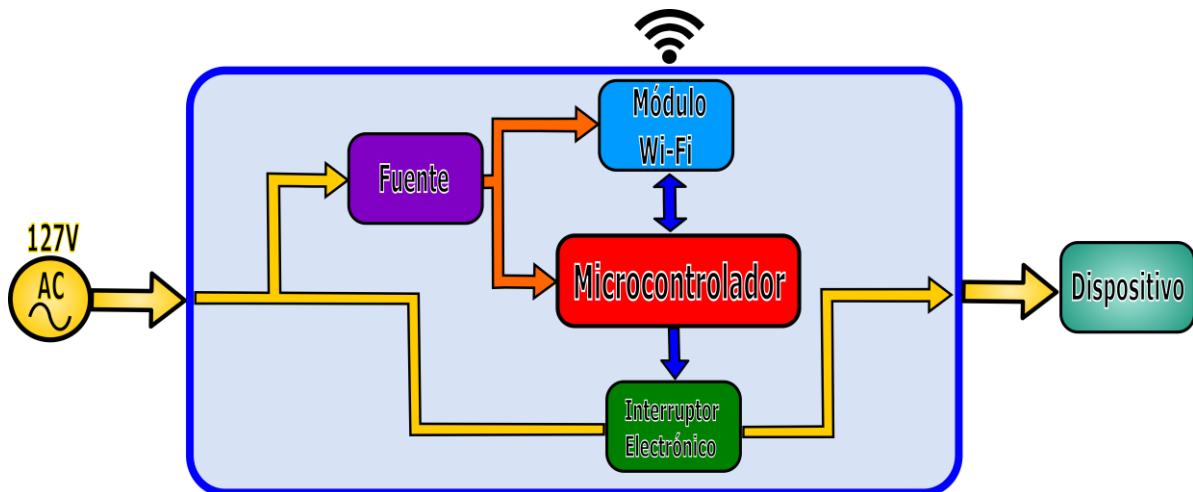 127V
AC
Fuente
Módulo
Wi-Fi
Microcontrolador
Interruptor
Electrónico
Dispositivo